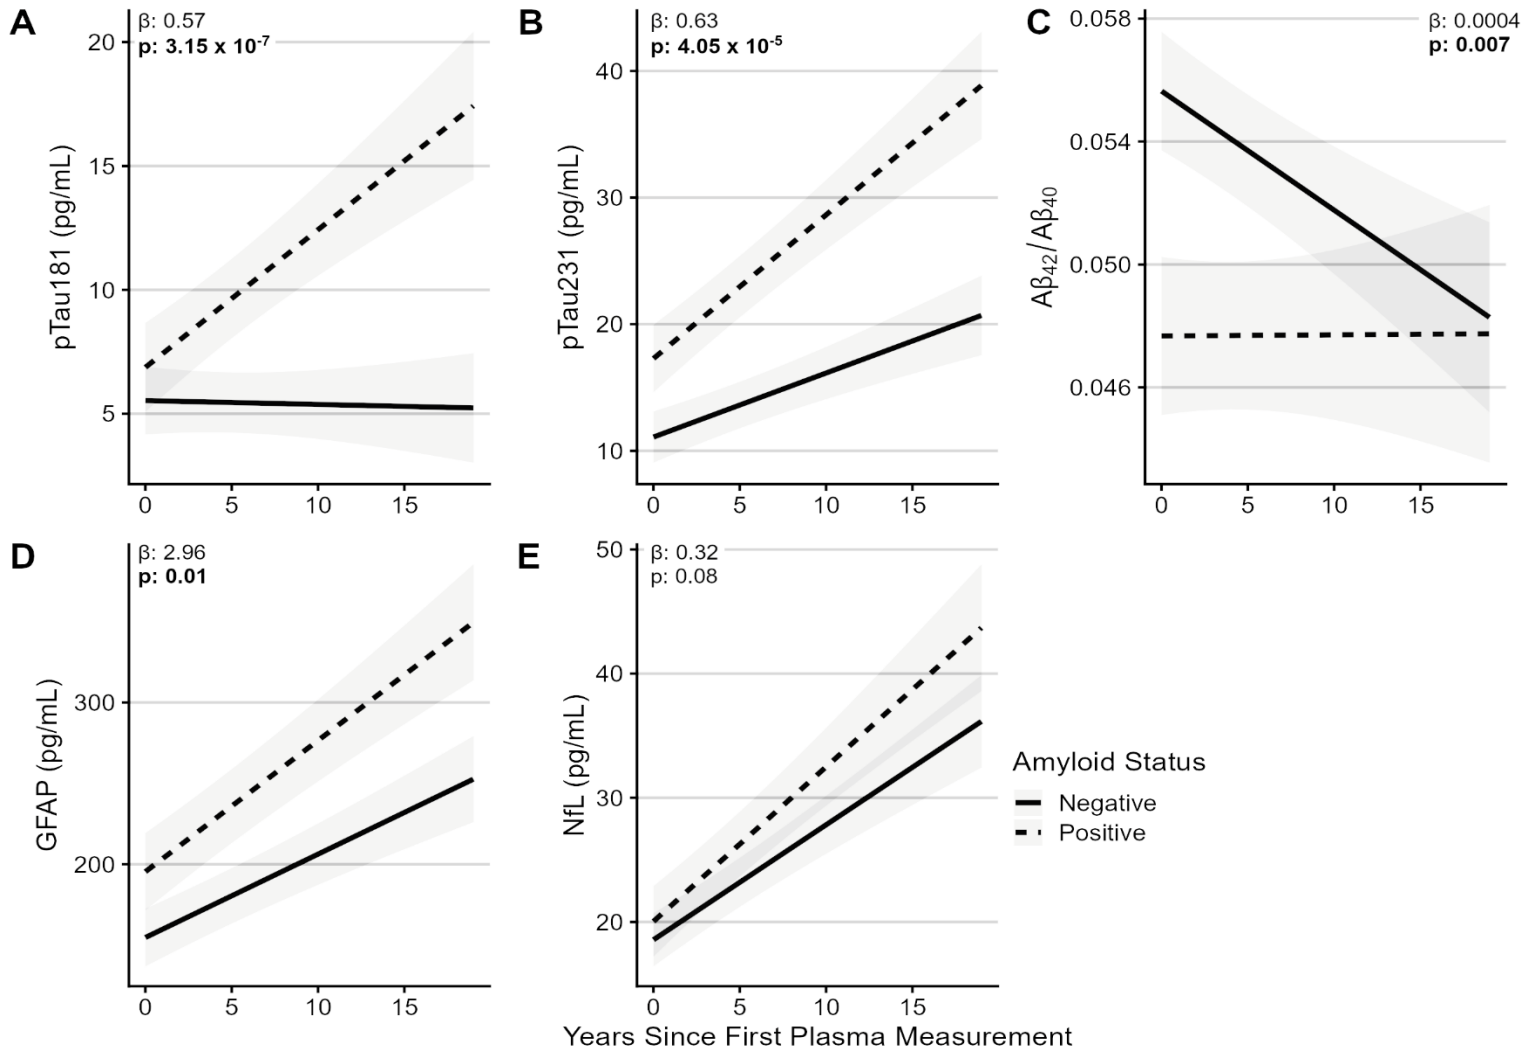 A
β: 0.57
p: 3.15 x 10⁻⁷
20
15
10
5
pTau181 (pg/mL)
0 5 10 15
B
β: 0.63
p: 4.05 x 10⁻⁵
40
30
20
10
pTau231 (pg/mL)
0 5 10 15
C
β: 0.0004
p: 0.007
0.058
0.054
0.050
0.046
Aβ₄₂/Aβ₄₀
0 5 10 15
D
β: 2.96
p: 0.01
300
200
GFAP (pg/mL)
0 5 10 15
E
β: 0.32
p: 0.08
50
40
30
20
NfL (pg/mL)
0 5 10 15
Amyloid Status
Negative
Positive
Years Since First Plasma Measurement